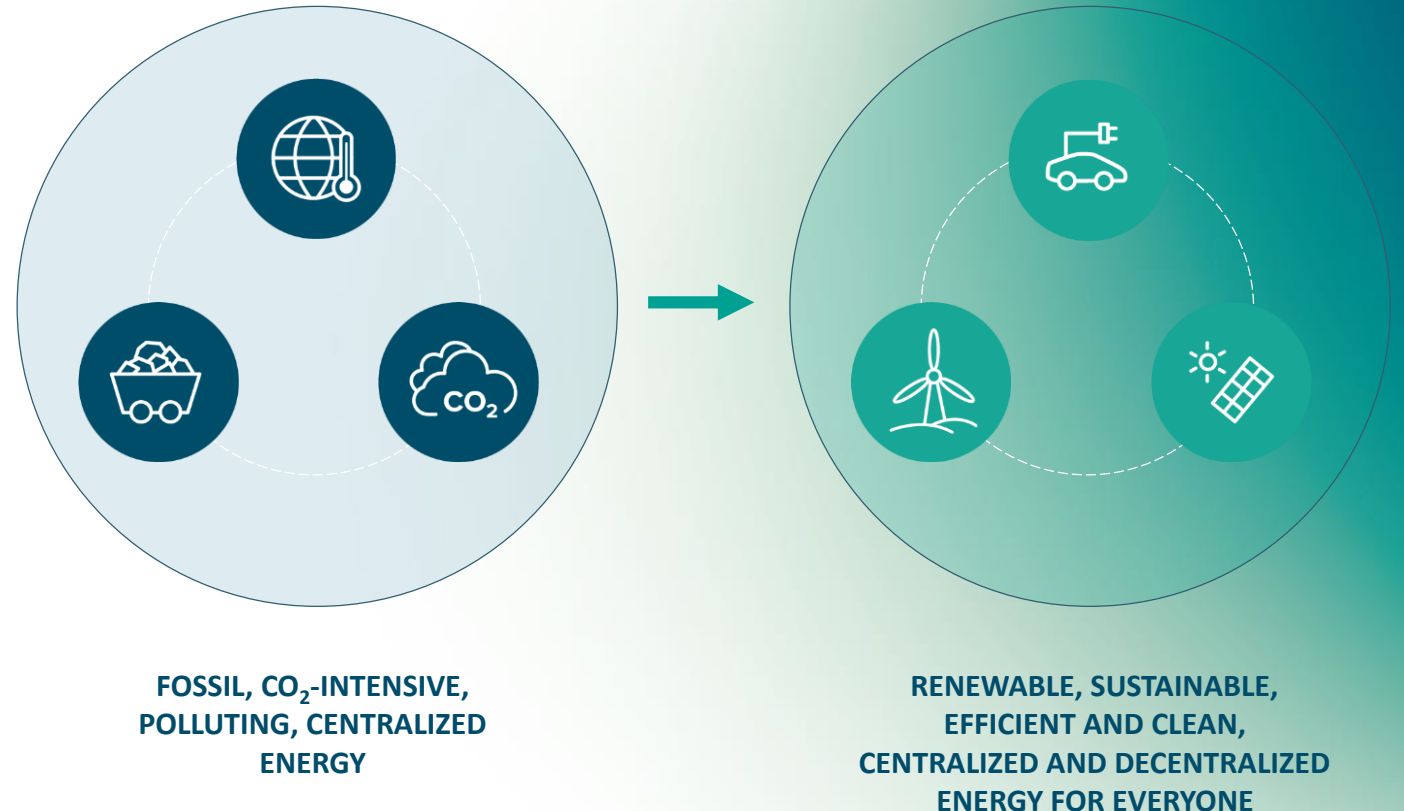 CO₂
FOSSIL, CO₂-INTENSIVE,
POLLUTING, CENTRALIZED
ENERGY
RENEWABLE, SUSTAINABLE,
EFFICIENT AND CLEAN,
CENTRALIZED AND DECENTRALIZED
ENERGY FOR EVERYONE